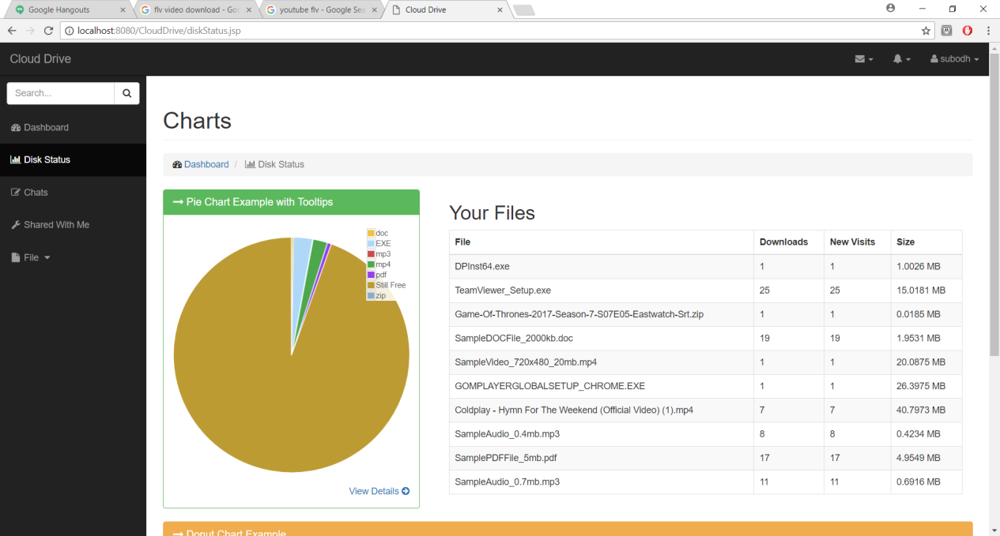 Google Hangouts
flv video download - Goo
youtube flv - Google Sea
Cloud Drive
localhost:8080/CloudDrive/diskStatus.jsp
Cloud Drive
subodh
Search...
Dashboard
Disk Status
Chats
Shared With Me
File
Charts
Dashboard / Disk Status
Pie Chart Example with Tooltips
doc
EXE
mp3
mp4
pdf
Still Free
zip
View Details
Your Files
File Downloads New Visits Size
DPInst64.exe 1 1 1.0026 MB
TeamViewer_Setup.exe 25 25 15.0181 MB
Game-Of-Thrones-2017-Season-7-S07E05-Eastwatch-Srt.zip 1 1 0.0185 MB
SampleDOCFile_2000kb.doc 19 19 1.9531 MB
SampleVideo_720x480_20mb.mp4 1 1 20.0875 MB
GOMPLAYERGLOBALSETUP_CHROME.EXE 1 1 26.3975 MB
Coldplay - Hymn For The Weekend (Official Video) (1).mp4 7 7 40.7973 MB
SampleAudio_0.4mb.mp3 8 8 0.4234 MB
SamplePDFFile_5mb.pdf 17 17 4.9549 MB
SampleAudio_0.7mb.mp3 11 11 0.6916 MB
Donut Chart Example